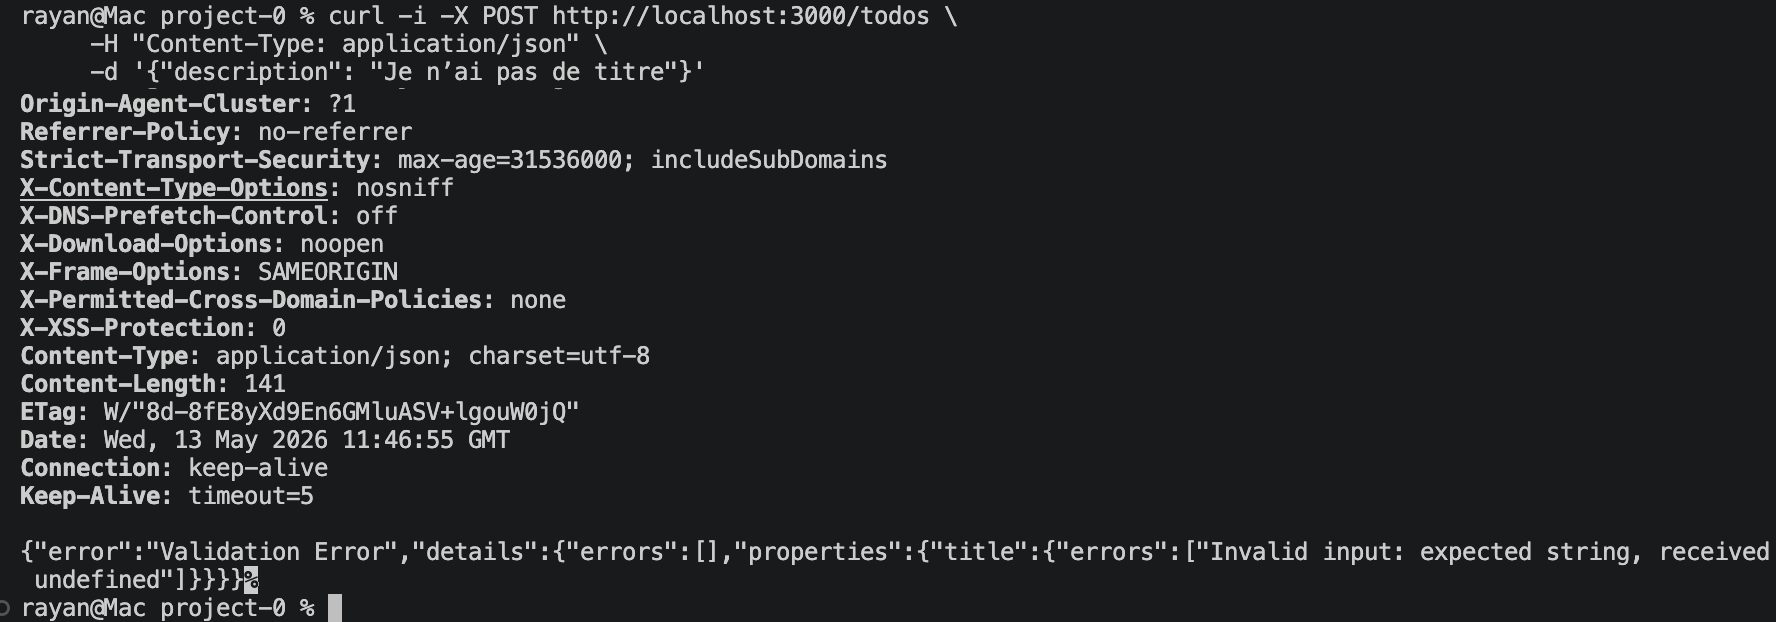 rayan@Mac project-0 % curl -i -X POST http://localhost:3000/todos \
     -H "Content-Type: application/json" \
     -d '{"description": "Je n’ai pas de titre"}'
Origin-Agent-Cluster: ?1
Referrer-Policy: no-referrer
Strict-Transport-Security: max-age=31536000; includeSubDomains
X-Content-Type-Options: nosniff
X-DNS-Prefetch-Control: off
X-Download-Options: noopen
X-Frame-Options: SAMEORIGIN
X-Permitted-Cross-Domain-Policies: none
X-XSS-Protection: 0
Content-Type: application/json; charset=utf-8
Content-Length: 141
ETag: W/"8d-8fE8yXd9En6GMluASV+lgouW0jQ"
Date: Wed, 13 May 2026 11:46:55 GMT
Connection: keep-alive
Keep-Alive: timeout=5

{"error":"Validation Error","details":{"errors":[],"properties":{"title":{"errors":["Invalid input: expected string, received
 undefined"]}}}}%
rayan@Mac project-0 %